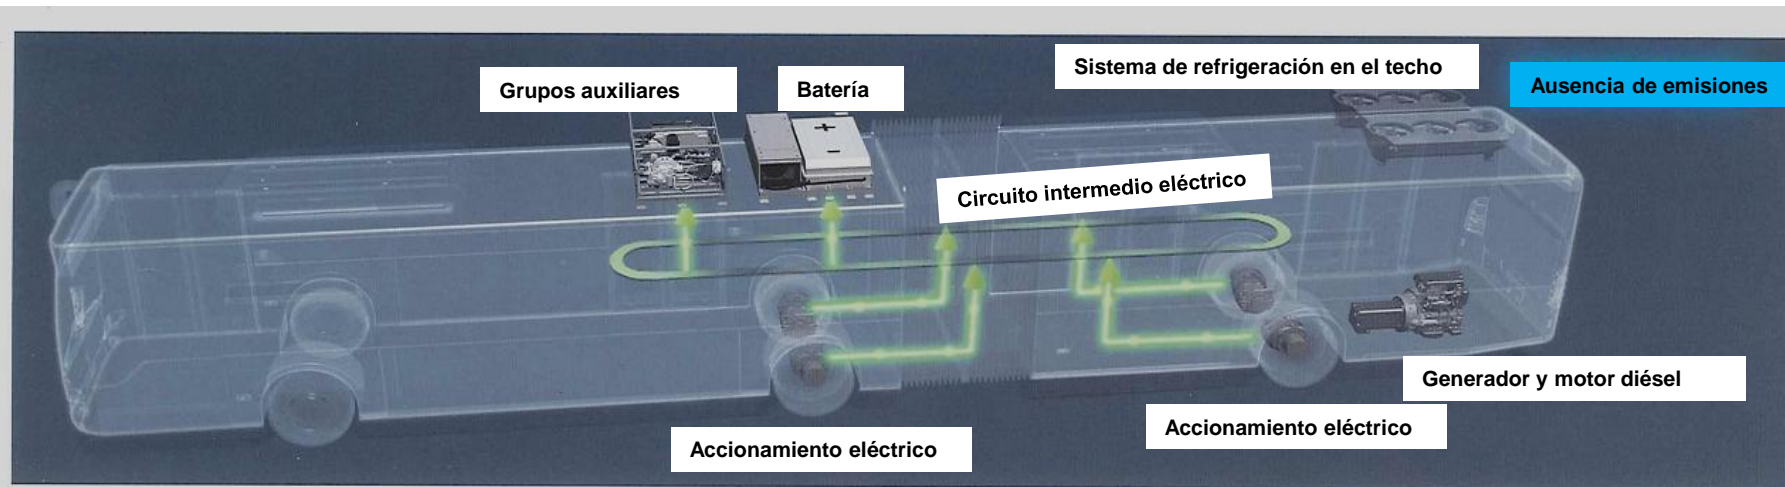 Sistema de refrigeración en el techo
Ausencia de emisiones
Grupos auxiliares
Batería
+
-
Circuito intermedio eléctrico
Generador y motor diésel
Accionamiento eléctrico
Accionamiento eléctrico